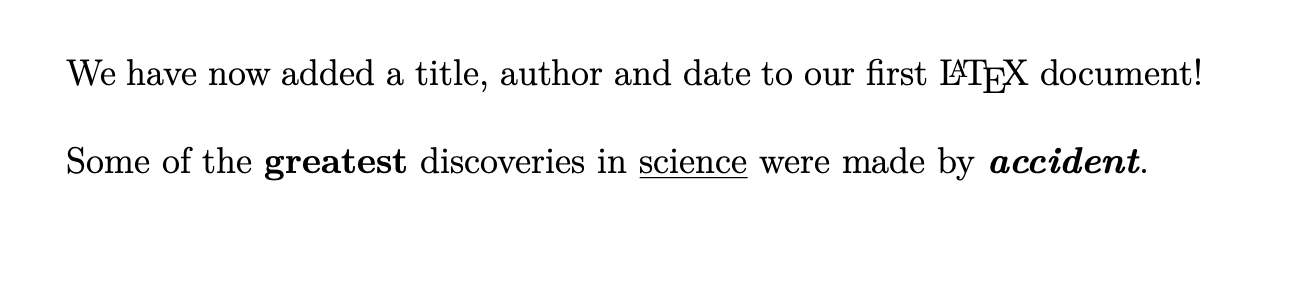 We have now added a title, author and date to our first LATEX document!
Some of the greatest discoveries in science were made by accident.